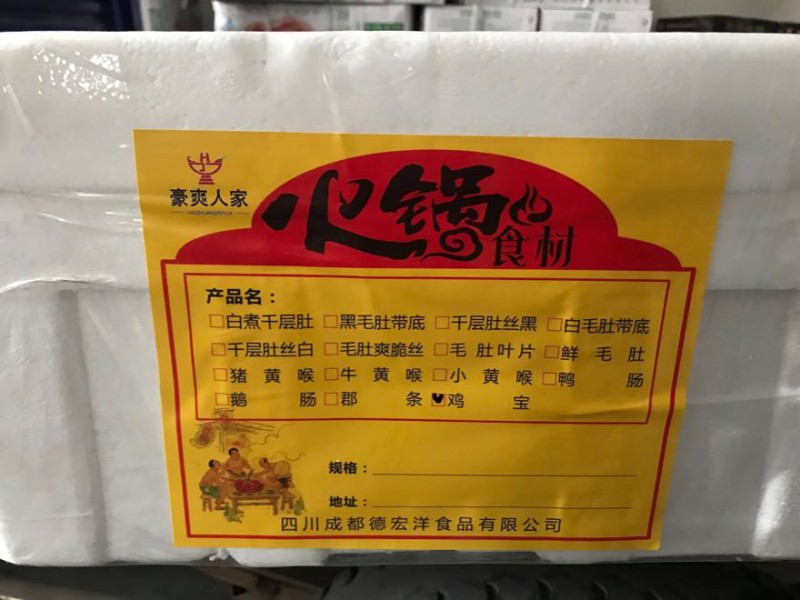 豪爽人家
HAOSHUANGRENJIA
火锅
食材
产品名：
□白煮千层肚 □黑毛肚带底 □千层肚丝黑 □白毛肚带底
□千层肚丝白 □毛肚爽脆丝 □毛肚叶片 □鲜毛肚
□猪黄喉 □牛黄喉 □小黄喉 □鸭肠
□鹅肠 □郡条 □鸡宝
规格：
地址：
四川成都德宏洋食品有限公司